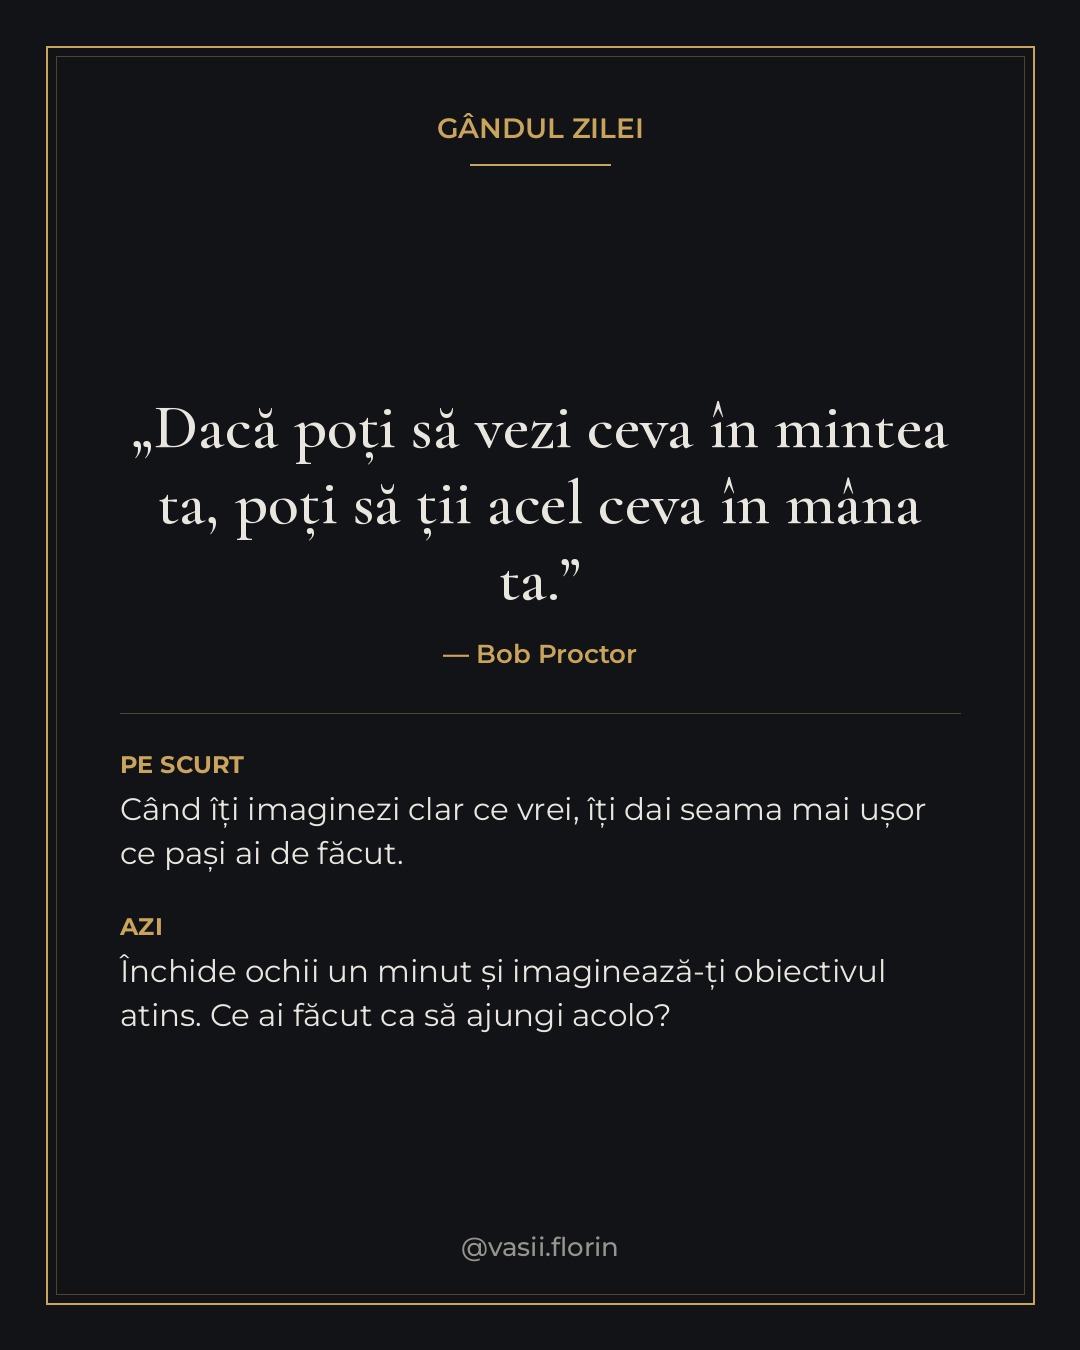 GÂNDUL ZILEI
„Dacă poți să vezi ceva în mintea
ta, poți să ții acel ceva în mâna
ta.”
— Bob Proctor
PE SCURT
Când îți imaginezi clar ce vrei, îți dai seama mai ușor
ce pași ai de făcut.
AZI
Închide ochii un minut și imaginează-ți obiectivul
atins. Ce ai făcut ca să ajungi acolo?
@vasii.florin